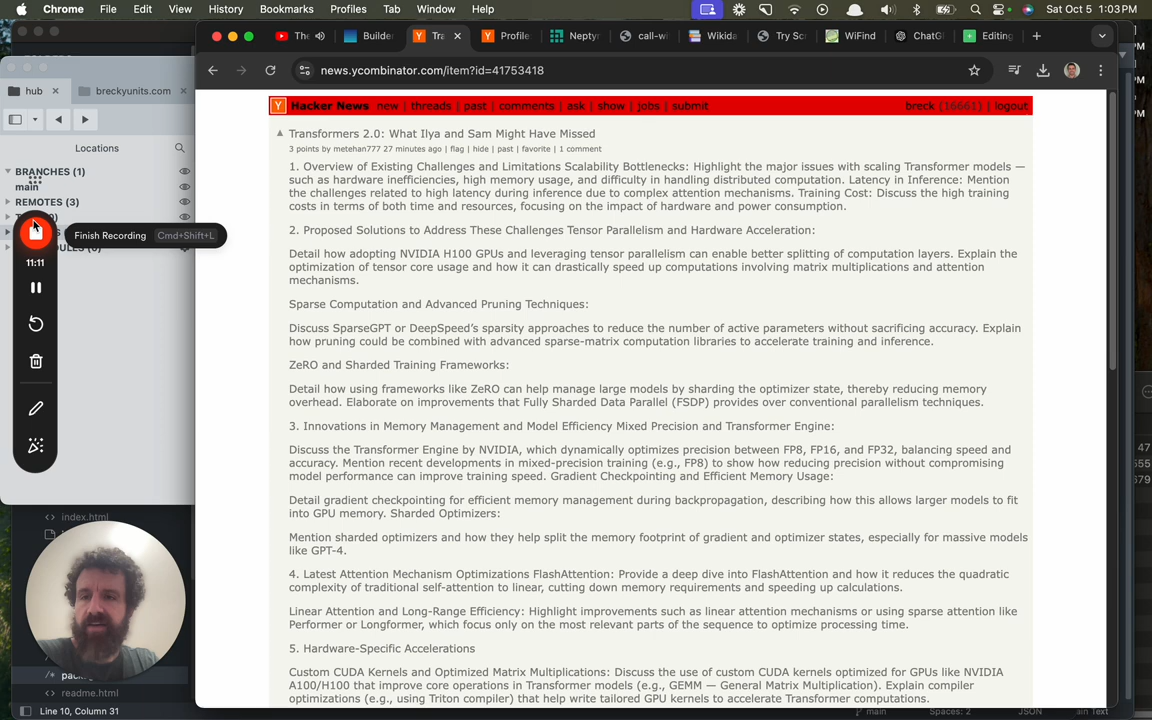 Chrome File Edit View History Bookmarks Profiles Tab Window Help Sat Oct 5 1:03 PM
The Builder Tra Profile Neptyr call-wi Wikida Try Sc WiFind ChatG Editing
news.ycombinator.com/item?id=41753418
hub breckyunits.com
Locations
BRANCHES (1)
main
REMOTES (3)
Finish Recording Cmd+Shift+L
11:11
index.html
readme.html
Line 10, Column 31
Y Hacker News new | threads | past | comments | ask | show | jobs | submit breck (16661) | logout
Transformers 2.0: What Ilya and Sam Might Have Missed
3 points by metehan777 27 minutes ago | flag | hide | past | favorite | 1 comment
1. Overview of Existing Challenges and Limitations Scalability Bottlenecks: Highlight the major issues with scaling Transformer models —
such as hardware inefficiencies, high memory usage, and difficulty in handling distributed computation. Latency in Inference: Mention
the challenges related to high latency during inference due to complex attention mechanisms. Training Cost: Discuss the high training
costs in terms of both time and resources, focusing on the impact of hardware and power consumption.
2. Proposed Solutions to Address These Challenges Tensor Parallelism and Hardware Acceleration:
Detail how adopting NVIDIA H100 GPUs and leveraging tensor parallelism can enable better splitting of computation layers. Explain the
optimization of tensor core usage and how it can drastically speed up computations involving matrix multiplications and attention
mechanisms.
Sparse Computation and Advanced Pruning Techniques:
Discuss SparseGPT or DeepSpeed's sparsity approaches to reduce the number of active parameters without sacrificing accuracy. Explain
how pruning could be combined with advanced sparse-matrix computation libraries to accelerate training and inference.
ZeRO and Sharded Training Frameworks:
Detail how using frameworks like ZeRO can help manage large models by sharding the optimizer state, thereby reducing memory
overhead. Elaborate on improvements that Fully Sharded Data Parallel (FSDP) provides over conventional parallelism techniques.
3. Innovations in Memory Management and Model Efficiency Mixed Precision and Transformer Engine:
Discuss the Transformer Engine by NVIDIA, which dynamically optimizes precision between FP8, FP16, and FP32, balancing speed and
accuracy. Mention recent developments in mixed-precision training (e.g., FP8) to show how reducing precision without compromising
model performance can improve training speed. Gradient Checkpointing and Efficient Memory Usage:
Detail gradient checkpointing for efficient memory management during backpropagation, describing how this allows larger models to fit
into GPU memory. Sharded Optimizers:
Mention sharded optimizers and how they help split the memory footprint of gradient and optimizer states, especially for massive models
like GPT-4.
4. Latest Attention Mechanism Optimizations FlashAttention: Provide a deep dive into FlashAttention and how it reduces the quadratic
complexity of traditional self-attention to linear, cutting down memory requirements and speeding up calculations.
Linear Attention and Long-Range Efficiency: Highlight improvements such as linear attention mechanisms or using sparse attention like
Performer or Longformer, which focus only on the most relevant parts of the sequence to optimize processing time.
5. Hardware-Specific Accelerations
Custom CUDA Kernels and Optimized Matrix Multiplications: Discuss the use of custom CUDA kernels optimized for GPUs like NVIDIA
A100/H100 that improve core operations in Transformer models (e.g., GEMM — General Matrix Multiplication). Explain compiler
optimizations (e.g., using Triton compiler) that help write tailored GPU kernels to accelerate Transformer computations.
main Spaces: 2 JSON